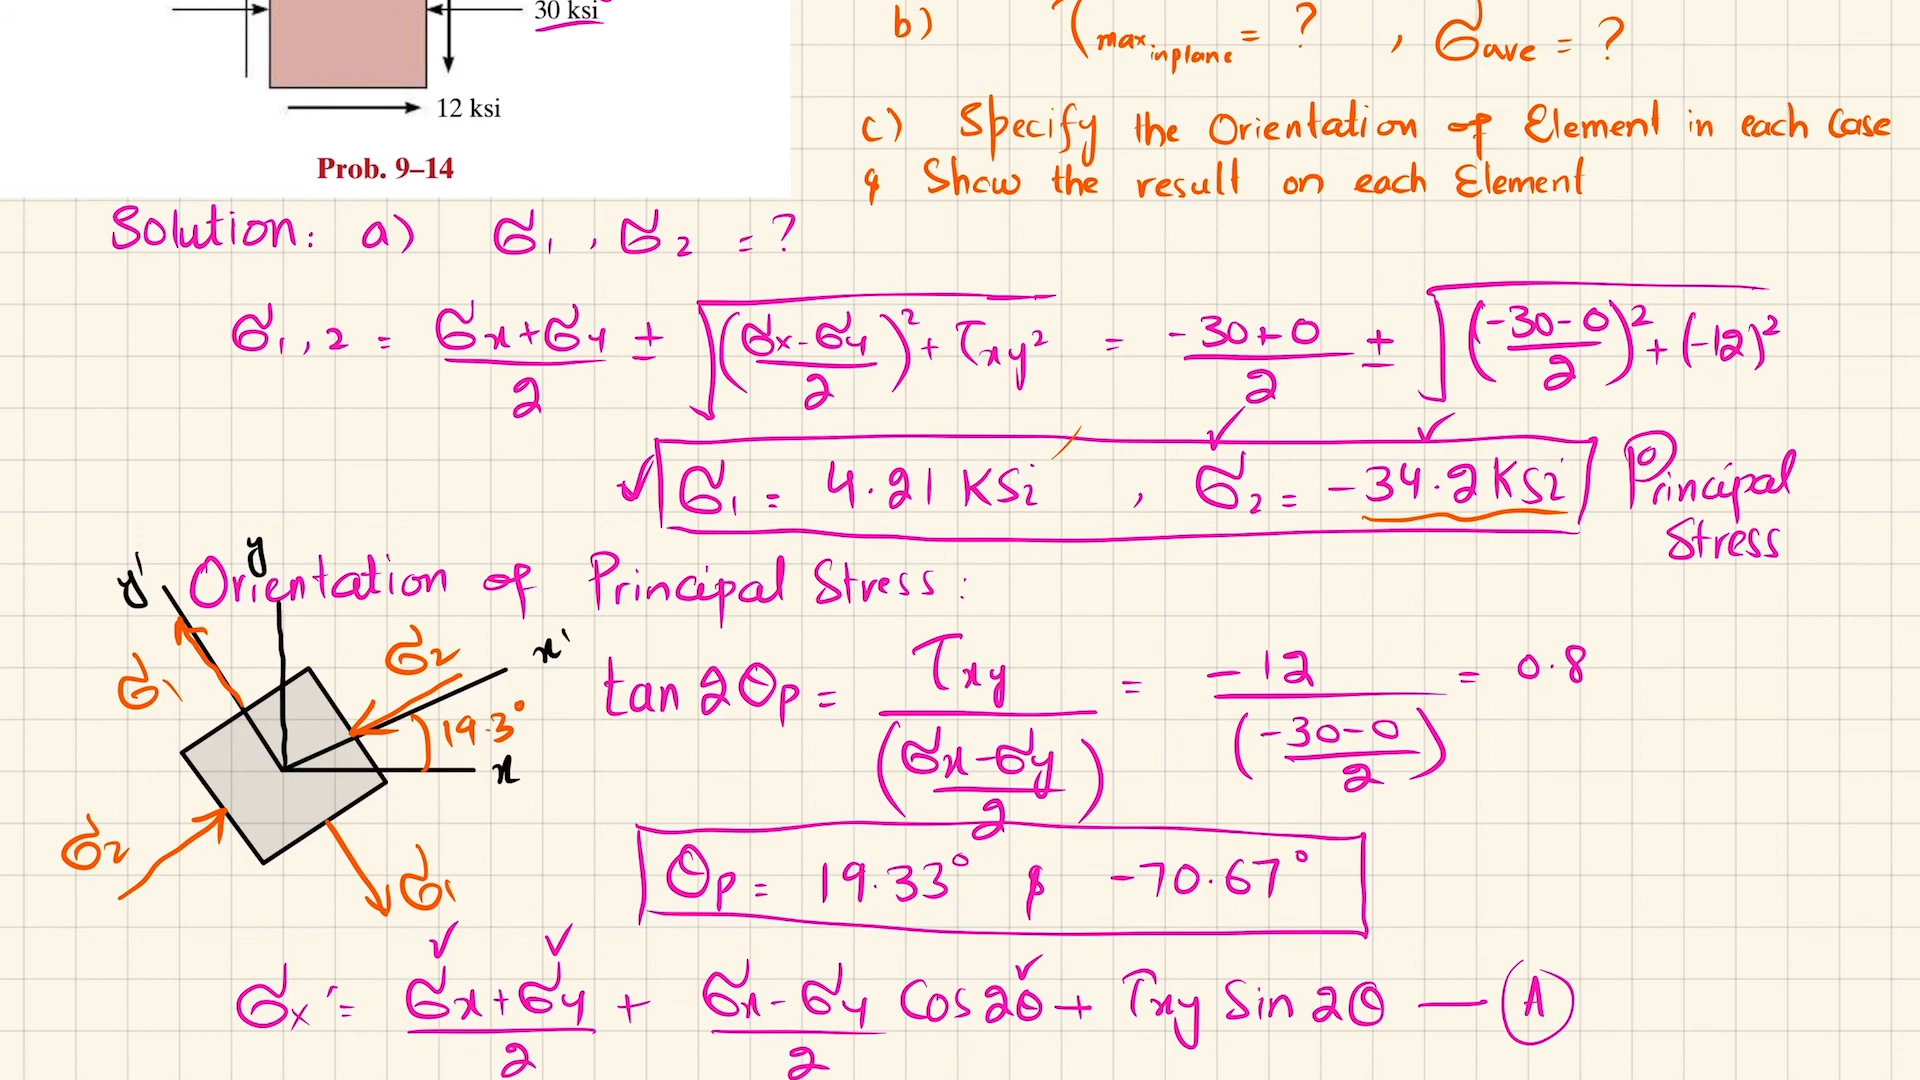 30 ksi
12 ksi
Prob. 9–14
b) τmax inplane = ? , σave = ?
c) Specify the Orientation of Element in each Case
& Show the result on each Element
Solution: a) σ1 , σ2 = ?
σ1,2 = (σx+σy)/2 ± √(((σx-σy)/2)² + τxy²) = (-30+0)/2 ± √(((-30-0)/2)² + (-12)²)
σ1 = 4.21 KSi , σ2 = -34.2 KSi
Principal
Stress
Orientation of Principal Stress:
y'
y
x'
x
σ1
σ2
19.3°
σ2
σ1
tan 2θp = τxy/((σx-σy)/2) = -12/((-30-0)/2) = 0.8
θp = 19.33° & -70.67°
σx' = (σx+σy)/2 + (σx-σy)/2 Cos2θ + τxy Sin 2θ — A